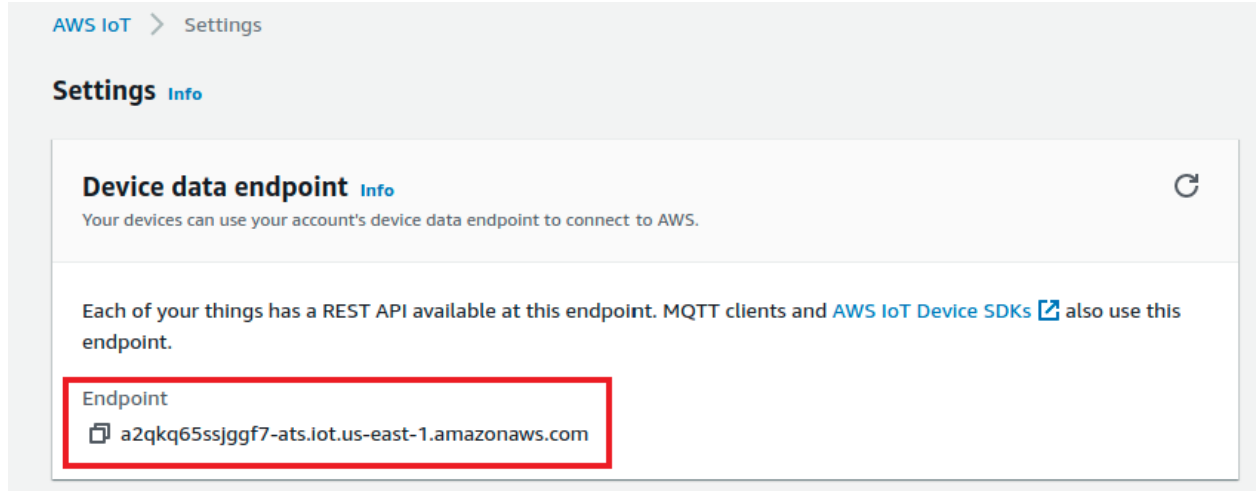 AWS IoT > Settings
Settings Info
Device data endpoint Info
Your devices can use your account's device data endpoint to connect to AWS.
Each of your things has a REST API available at this endpoint. MQTT clients and AWS IoT Device SDKs also use this
endpoint.
Endpoint
a2qkq65ssjggf7-ats.iot.us-east-1.amazonaws.com